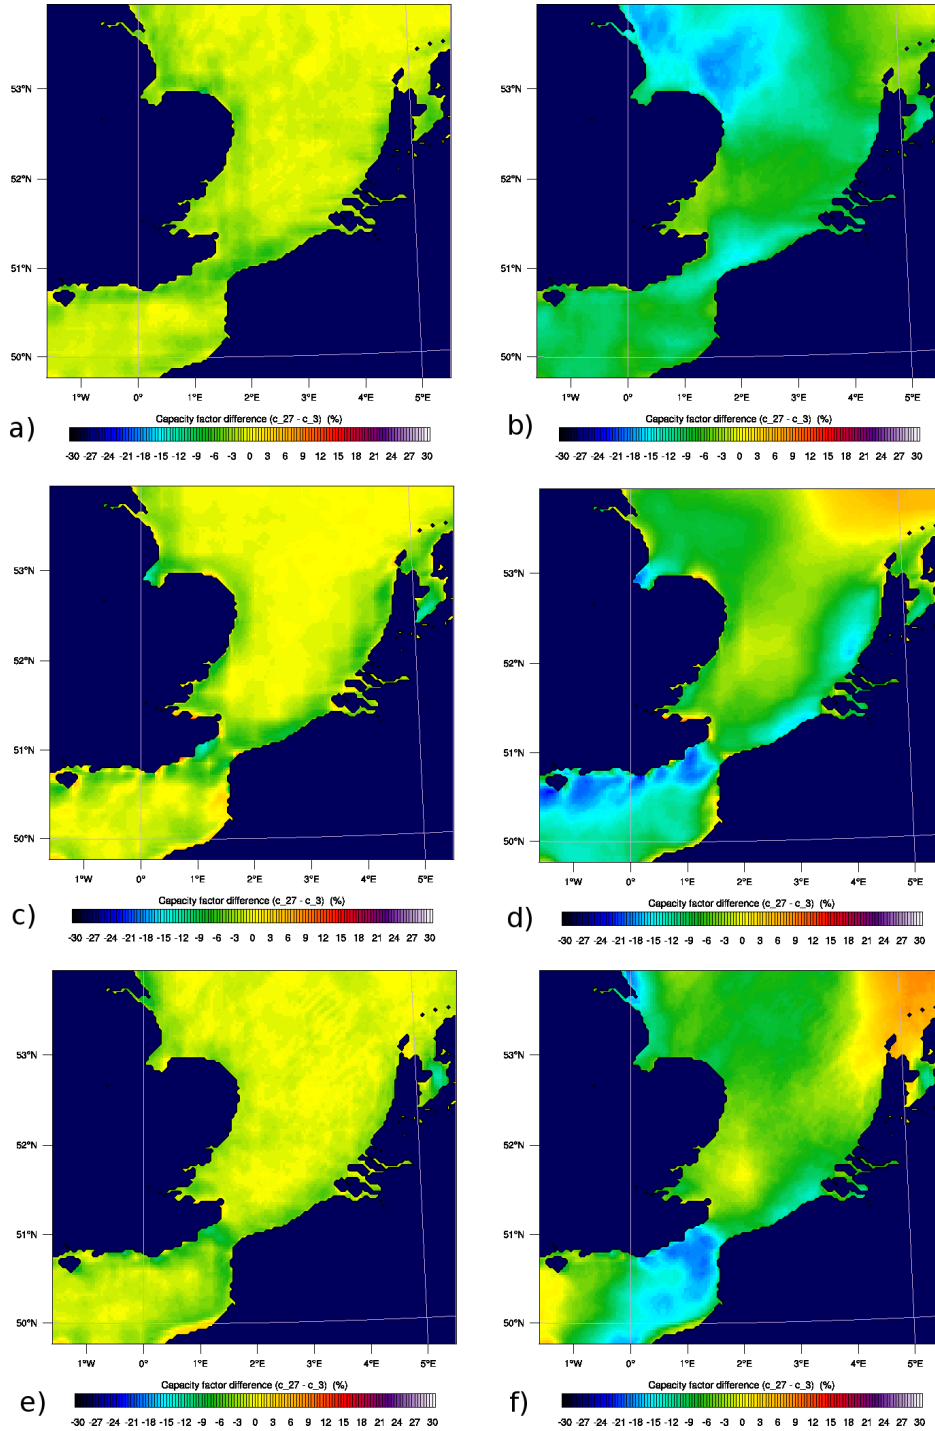 53°N
52°N
51°N
50°N
1°W 0° 1°E 2°E 3°E 4°E 5°E
Capacity factor difference (c_27 - c_3) (%)
a)
-30 -27 -24 -21 -18 -15 -12 -9 -6 -3 0 3 6 9 12 15 18 21 24 27 30
53°N
52°N
51°N
50°N
1°W 0° 1°E 2°E 3°E 4°E 5°E
Capacity factor difference (c_27 - c_3) (%)
b)
-30 -27 -24 -21 -18 -15 -12 -9 -6 -3 0 3 6 9 12 15 18 21 24 27 30
53°N
52°N
51°N
50°N
1°W 0° 1°E 2°E 3°E 4°E 5°E
Capacity factor difference (c_27 - c_3) (%)
c)
-30 -27 -24 -21 -18 -15 -12 -9 -6 -3 0 3 6 9 12 15 18 21 24 27 30
53°N
52°N
51°N
50°N
1°W 0° 1°E 2°E 3°E 4°E 5°E
Capacity factor difference (c_27 - c_3) (%)
d)
-30 -27 -24 -21 -18 -15 -12 -9 -6 -3 0 3 6 9 12 15 18 21 24 27 30
53°N
52°N
51°N
50°N
1°W 0° 1°E 2°E 3°E 4°E 5°E
Capacity factor difference (c_27 - c_3) (%)
e)
-30 -27 -24 -21 -18 -15 -12 -9 -6 -3 0 3 6 9 12 15 18 21 24 27 30
53°N
52°N
51°N
50°N
1°W 0° 1°E 2°E 3°E 4°E 5°E
Capacity factor difference (c_27 - c_3) (%)
f)
-30 -27 -24 -21 -18 -15 -12 -9 -6 -3 0 3 6 9 12 15 18 21 24 27 30